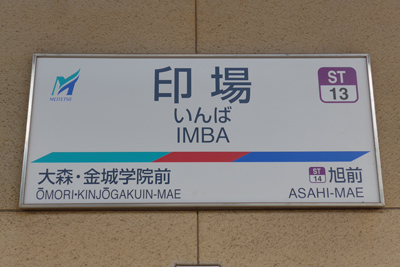 MEITETSU
印場
いんば
IMBA
ST
13
大森・金城学院前
ŌMORI・KINJŌGAKUIN-MAE
ST
14
旭前
ASAHI-MAE